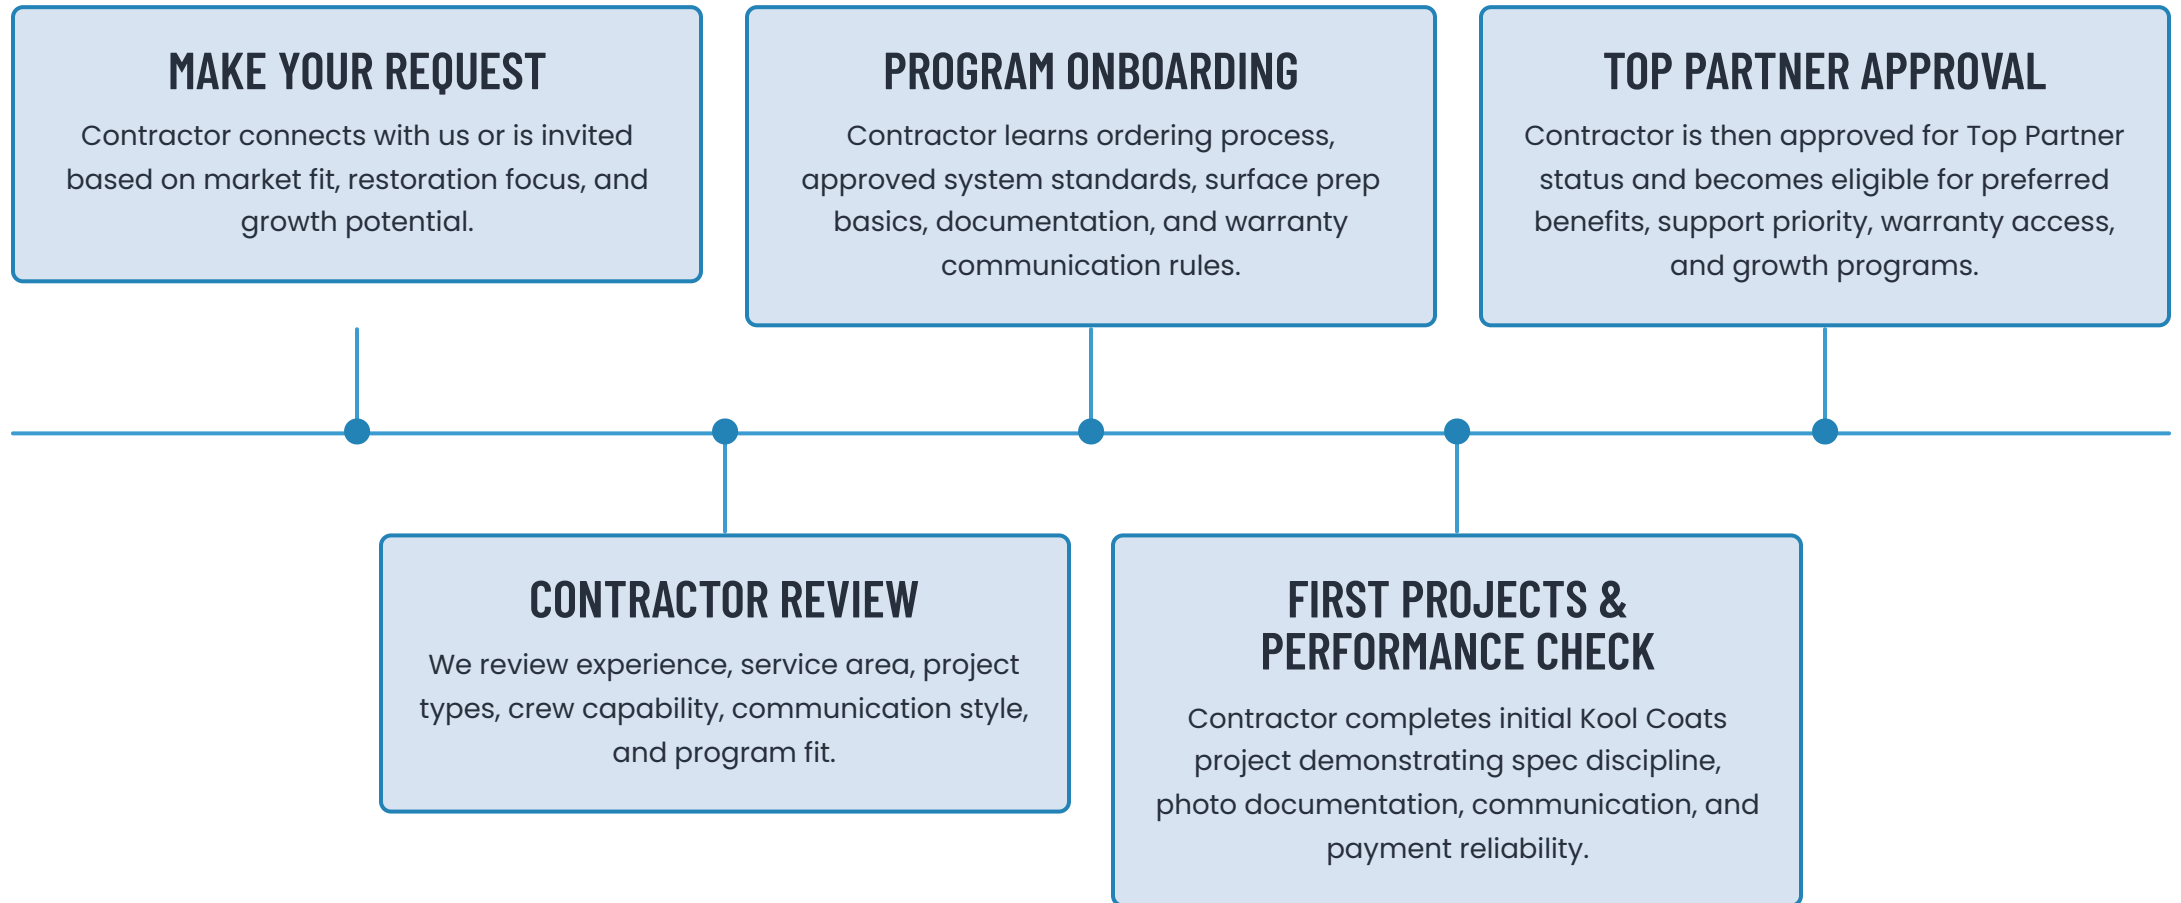 MAKE YOUR REQUEST
Contractor connects with us or is invited
based on market fit, restoration focus, and
growth potential.
CONTRACTOR REVIEW
We review experience, service area, project
types, crew capability, communication style,
and program fit.
PROGRAM ONBOARDING
Contractor learns ordering process,
approved system standards, surface prep
basics, documentation, and warranty
communication rules.
FIRST PROJECTS &
PERFORMANCE CHECK
Contractor completes initial Kool Coats
project demonstrating spec discipline,
photo documentation, communication, and
payment reliability.
TOP PARTNER APPROVAL
Contractor is then approved for Top Partner
status and becomes eligible for preferred
benefits, support priority, warranty access,
and growth programs.